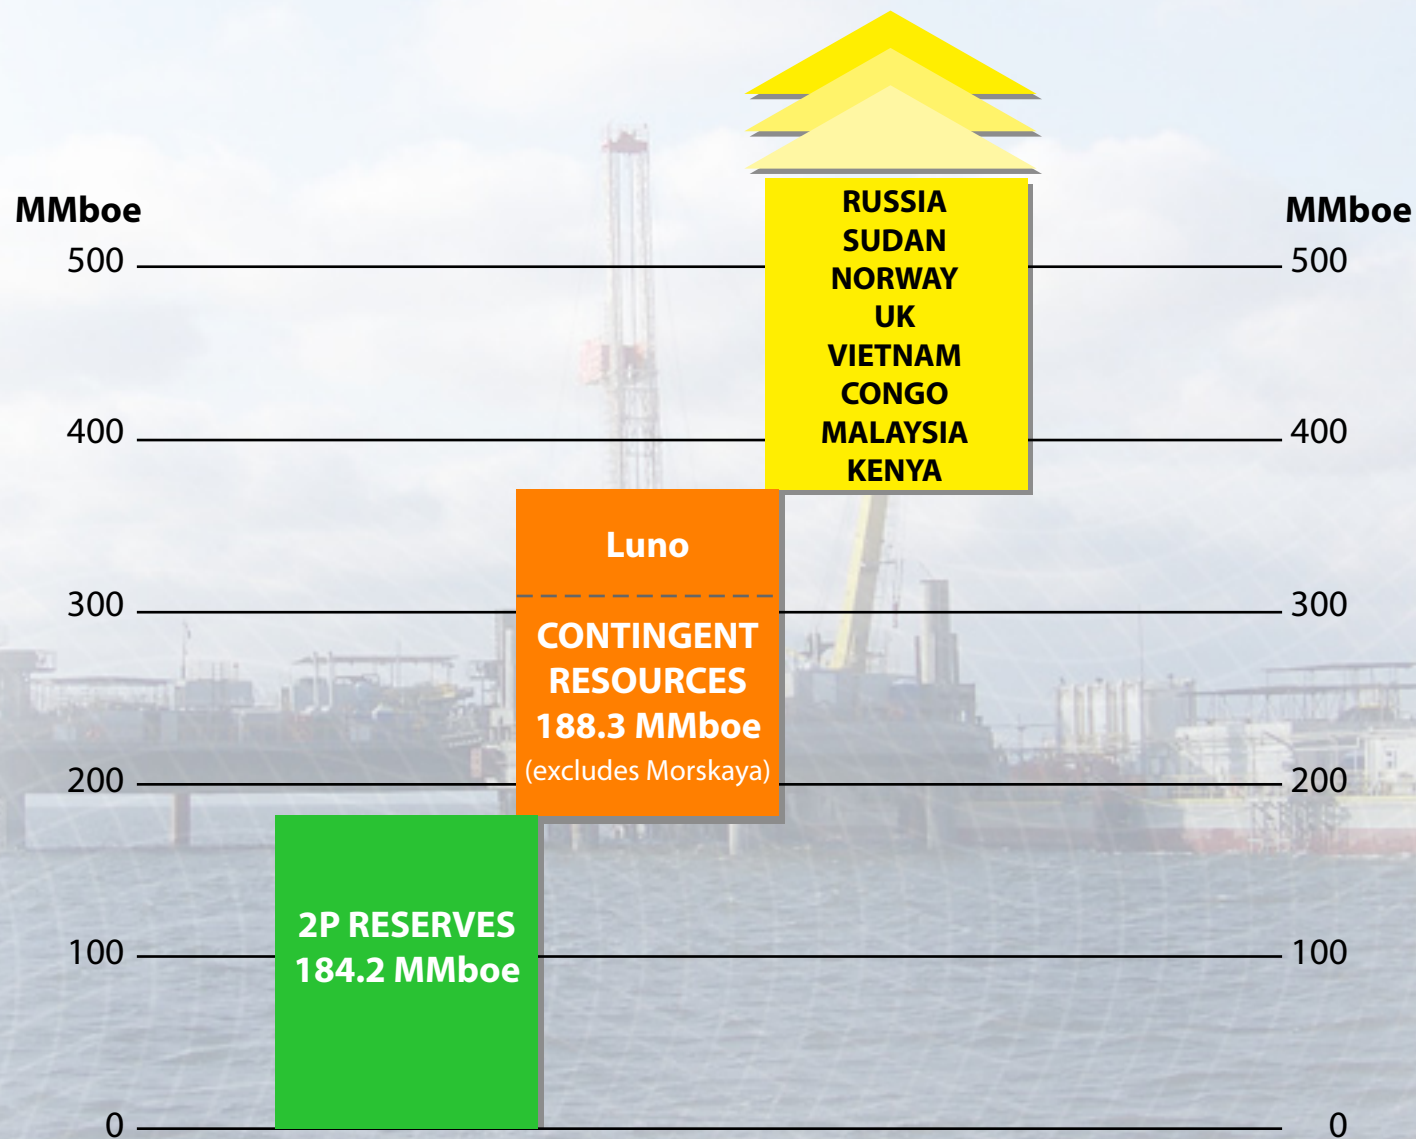 RUSSIA
SUDAN
NORWAY
UK
VIETNAM
CONGO
MALAYSIA
KENYA
MMboe
MMboe
500
500
400
400
Luno
300
300
CONTINGENT
RESOURCES
188.3 MMboe
(excludes Morskaya)
200
200
2P RESERVES
184.2 MMboe
100
100
0
0